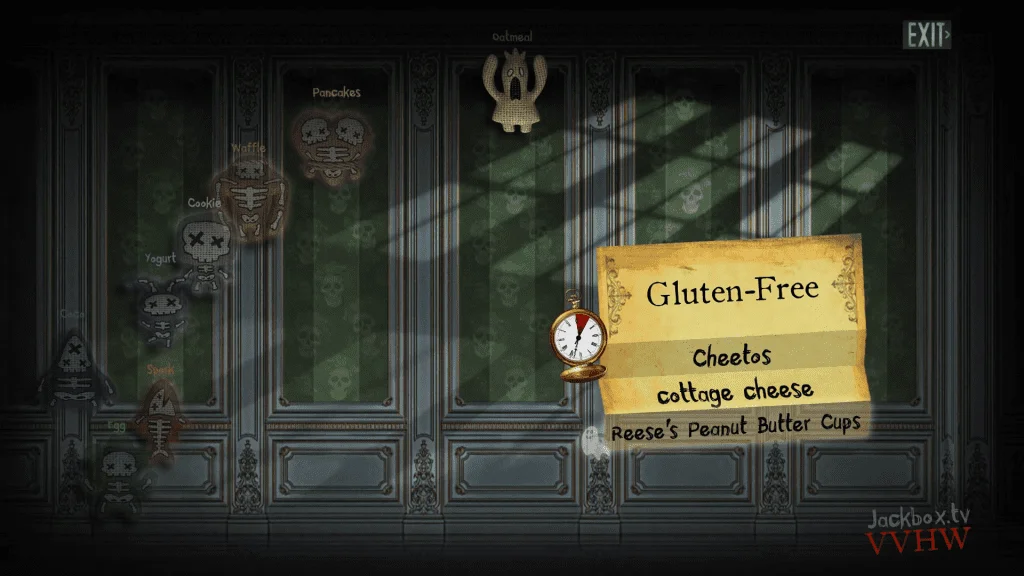 Oatmeal
EXIT
Pancakes
Waffle
Cookie
Yogurt
Gluten-Free
Cheetos
cottage cheese
Reese's Peanut Butter Cups
Egg
Jackbox.tv
VVHW